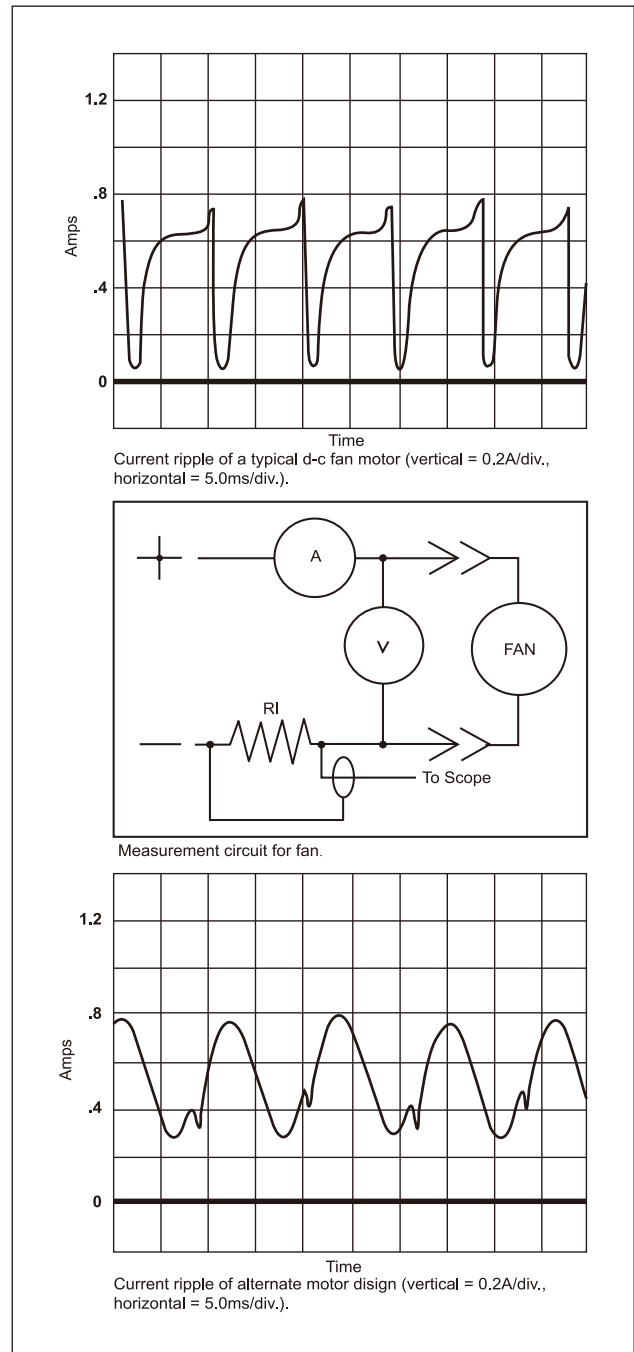 1.2
.8
Amps
.4
0
Time
Current ripple of a typical d-c fan motor (vertical = 0.2A/div.,
horizontal = 5.0ms/div.).
A
V
FAN
RI
To Scope
Measurement circuit for fan.
1.2
.8
Amps
.4
0
Time
Current ripple of alternate motor disign (vertical = 0.2A/div.,
horizontal = 5.0ms/div.).